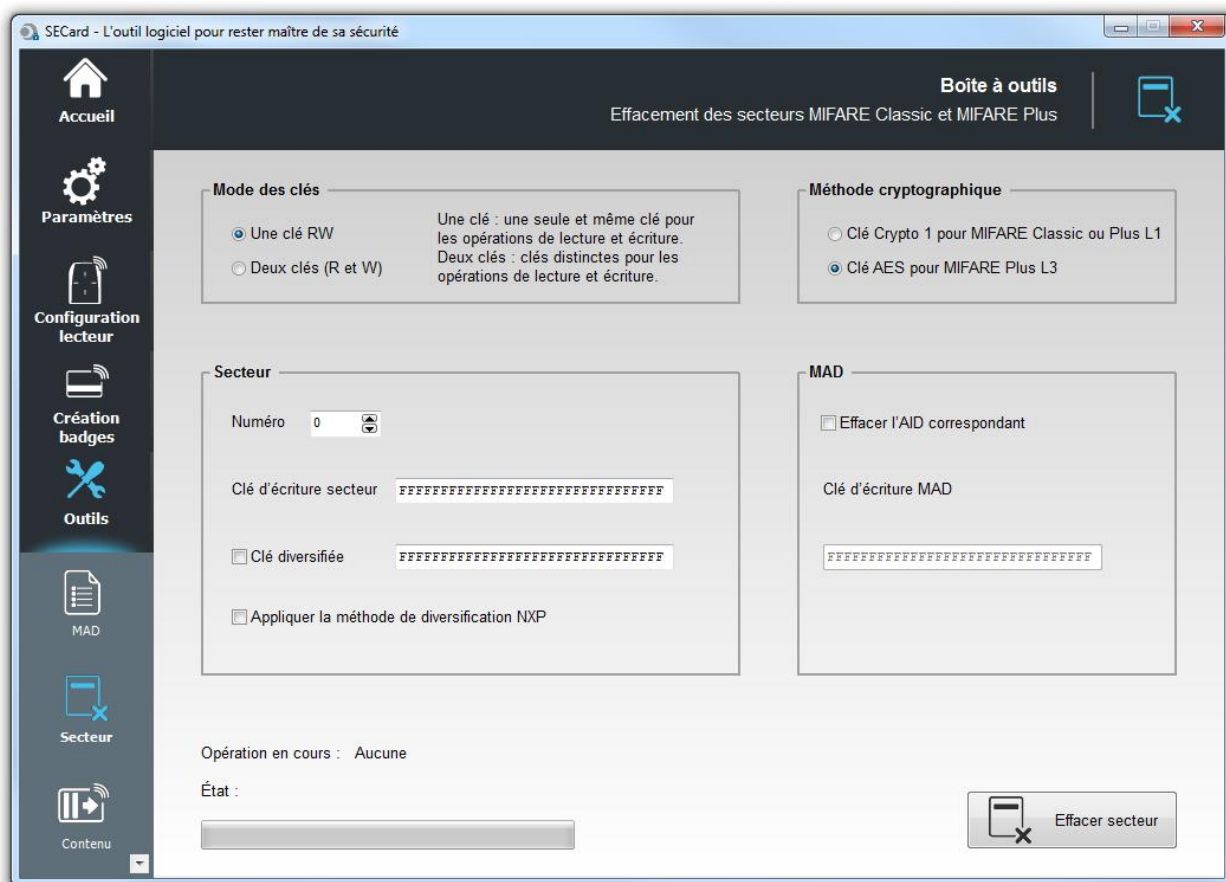 SECard - L'outil logiciel pour rester maître de sa sécurité
Accueil
Paramètres
Configuration
lecteur
Création
badges
Outils
MAD
Secteur
Contenu
Boîte à outils
Effacement des secteurs MIFARE Classic et MIFARE Plus
Mode des clés
Une clé RW
Deux clés (R et W)
Une clé : une seule et même clé pour
les opérations de lecture et écriture.
Deux clés : clés distinctes pour les
opérations de lecture et écriture.
Méthode cryptographique
Clé Crypto 1 pour MIFARE Classic ou Plus L1
Clé AES pour MIFARE Plus L3
Secteur
Numéro 0
Clé d'écriture secteur FFFFFFFFFFFFFFFFFFFFFFFFFFFFFFFF
Clé diversifiée FFFFFFFFFFFFFFFFFFFFFFFFFFFFFFFF
Appliquer la méthode de diversification NXP
MAD
Effacer l'AID correspondant
Clé d'écriture MAD
FFFFFFFFFFFFFFFFFFFFFFFFFFFFFFFF
Opération en cours : Aucune
État :
Effacer secteur